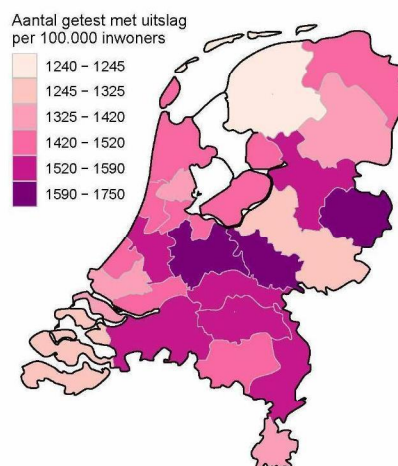 Aantal getest met uitslag
per 100.000 inwoners
1240 – 1245
1245 – 1325
1325 – 1420
1420 – 1520
1520 – 1590
1590 – 1750